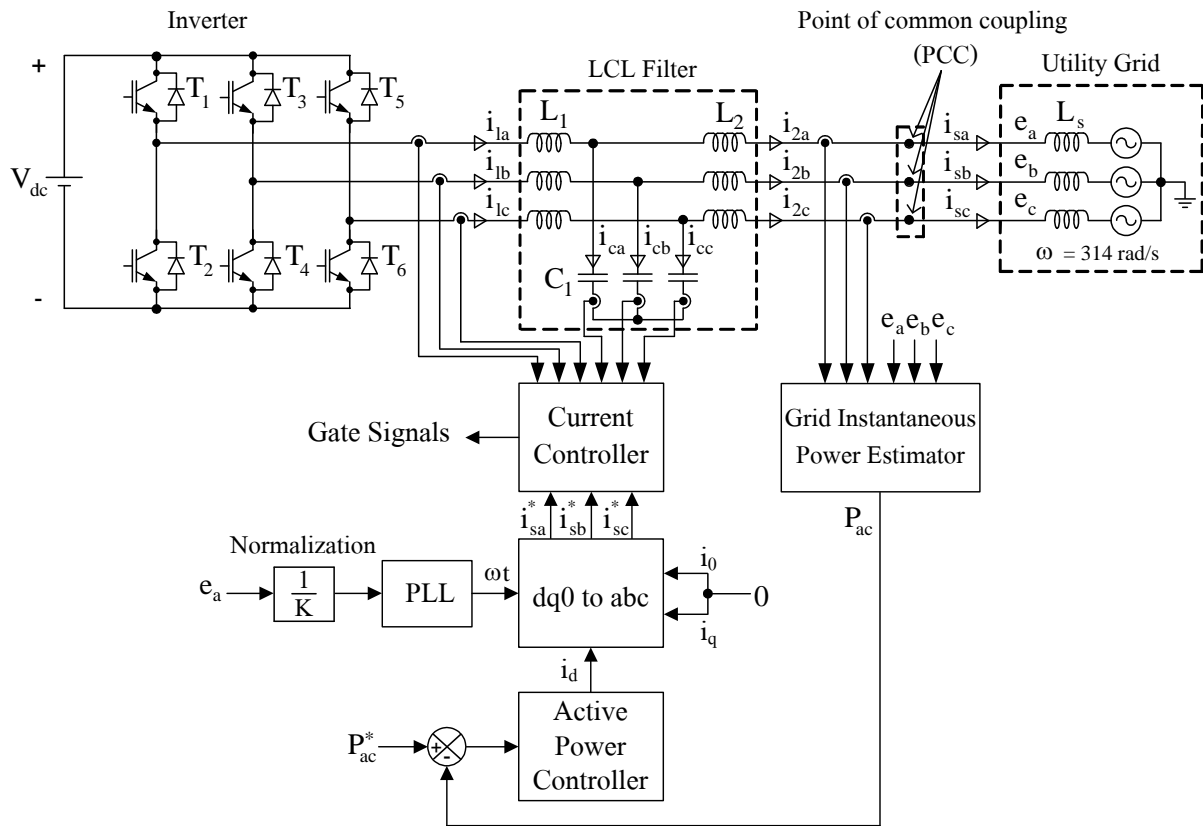 Inverter
Point of common coupling
(PCC)
LCL Filter
Utility Grid
+
T1
T3
T5
i1a
L1
L2
i2a
isa
ea
Ls
Vdc
i1b
i2b
isb
eb
i1c
i2c
isc
ec
T2
T4
T6
ica
icb
icc
ω = 314 rad/s
-
C1
ea eb ec
Gate Signals
Current
Controller
Grid Instantaneous
Power Estimator
i*sa
i*sb
i*sc
Pac
Normalization
ea
1
K
PLL
ωt
dq0 to abc
i0
0
iq
id
P*ac
+
-
Active
Power
Controller